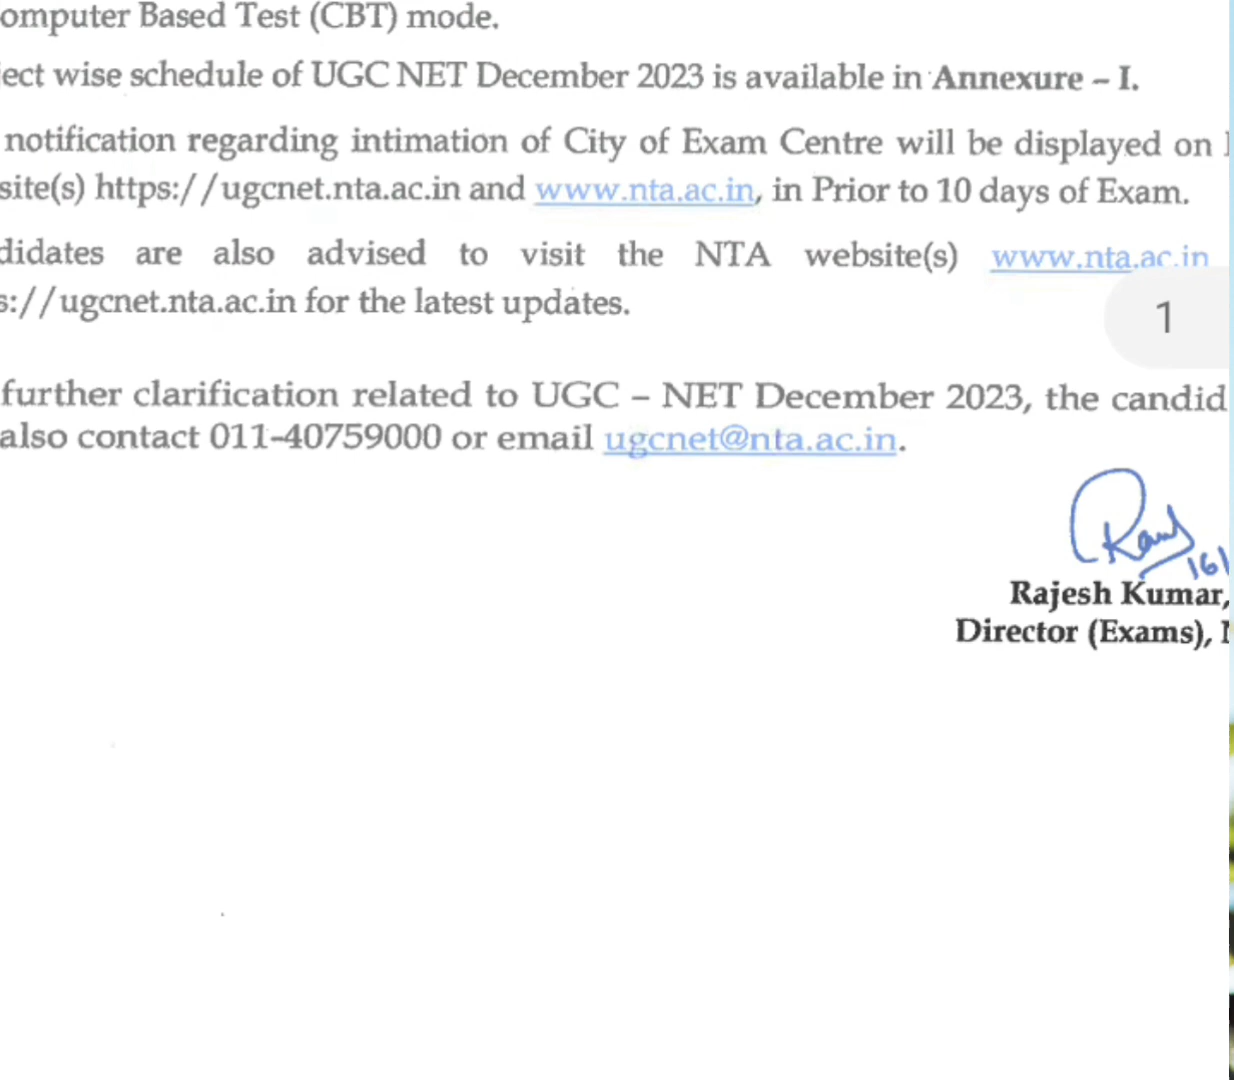 omputer Based Test (CBT) mode.
ject wise schedule of UGC NET December 2023 is available in Annexure – I.
notification regarding intimation of City of Exam Centre will be displayed on
site(s) https://ugcnet.nta.ac.in and www.nta.ac.in, in Prior to 10 days of Exam.
didates are also advised to visit the NTA website(s) www.nta.ac.in
s://ugcnet.nta.ac.in for the latest updates.
1
further clarification related to UGC – NET December 2023, the candid
also contact 011-40759000 or email ugcnet@nta.ac.in.
16
Rajesh Kumar,
Director (Exams),